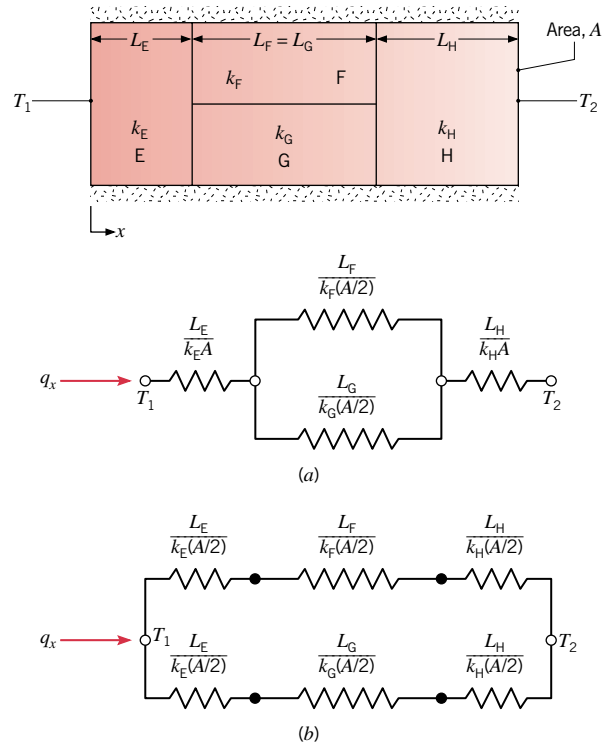 L_E L_F = L_G L_H Area, A
k_F F
T_1 T_2
k_E k_G k_H
E G H
x
L_F
k_F(A/2)
L_E L_H
k_EA k_HA
q_x T_1 T_2
L_G
k_G(A/2)
(a)
L_E L_F L_H
k_E(A/2) k_F(A/2) k_H(A/2)
q_x T_1 T_2
L_E L_G L_H
k_E(A/2) k_G(A/2) k_H(A/2)
(b)